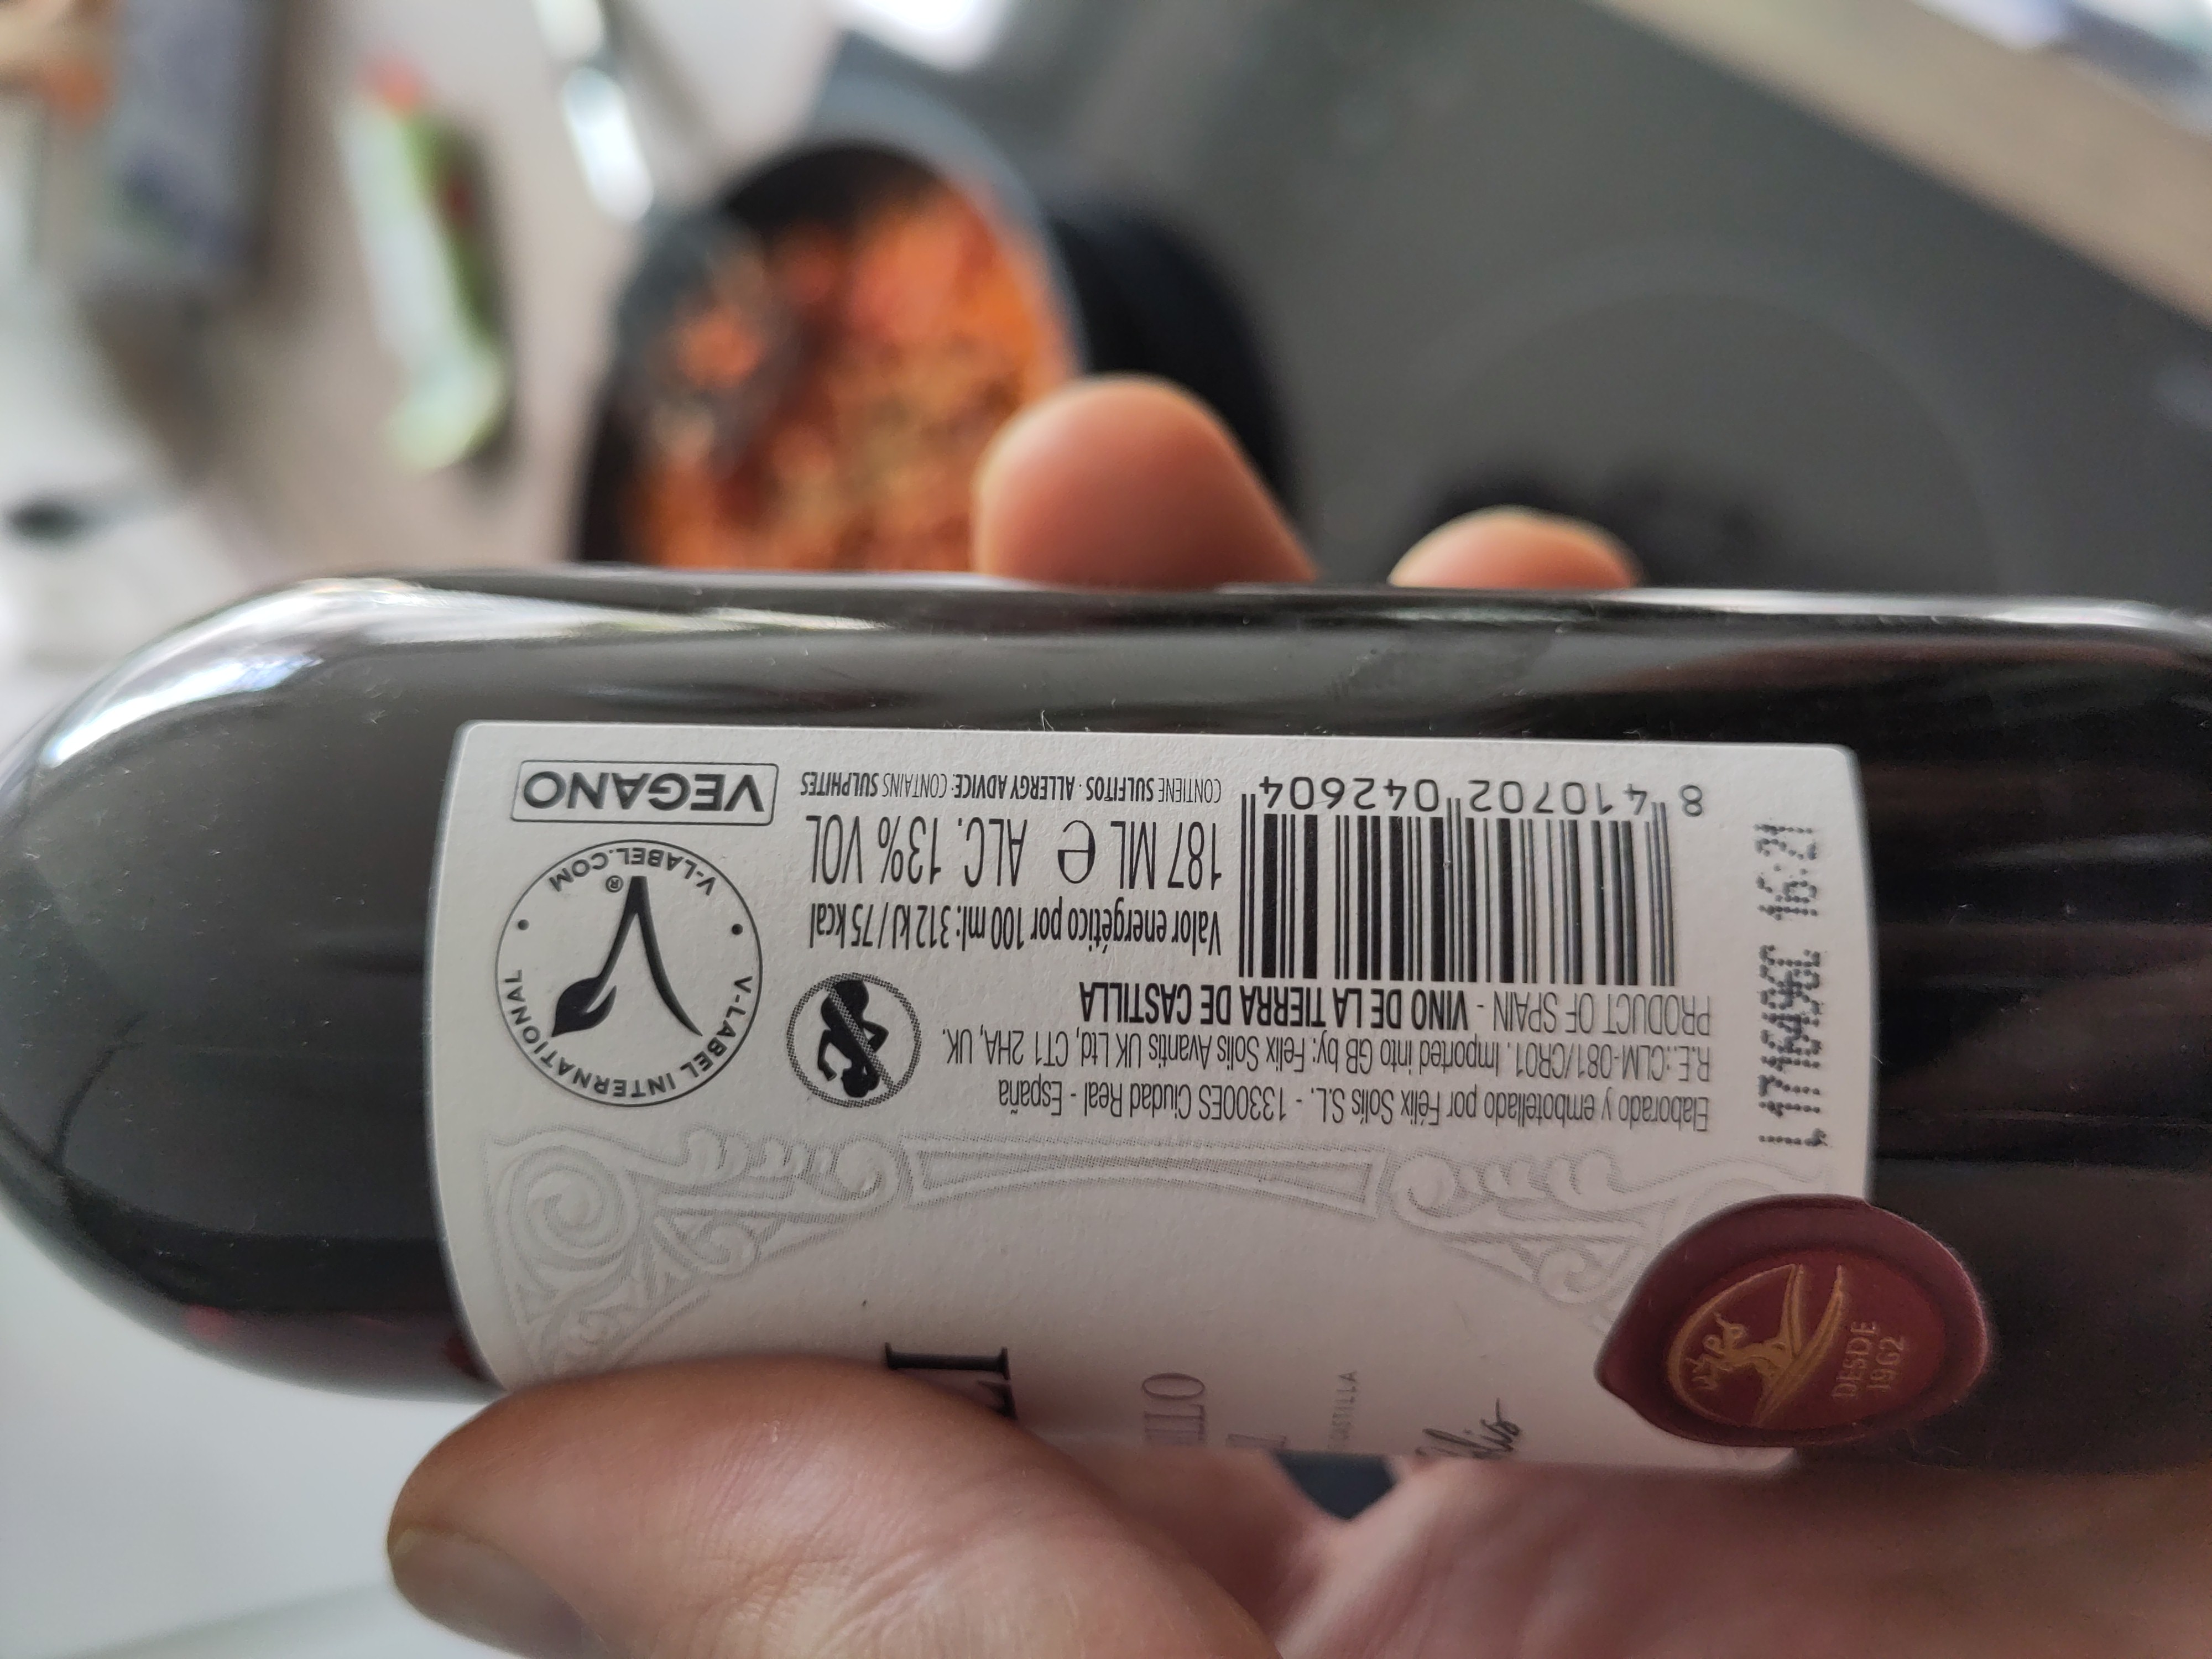 Elaborado y embotellado por Félix Solís S.L. - 13300ES Ciudad Real - España
R.E.:CLM-081/CR01. Imported into GB by: Felix Solis Avantis UK Ltd, CT1 2HA, UK.
PRODUCT OF SPAIN - VINO DE LA TIERRA DE CASTILLA
Valor energético por 100 ml: 312 kJ / 75 kcal
187 ML e ALC. 13% VOL
CONTIENE SULFITOS · ALLERGY ADVICE: CONTAINS SULPHITES
8 410702 042604
V-LABEL INTERNATIONAL
V-LABEL.COM
®
VEGANO
16:21
DESDE
1962
CASTILLA